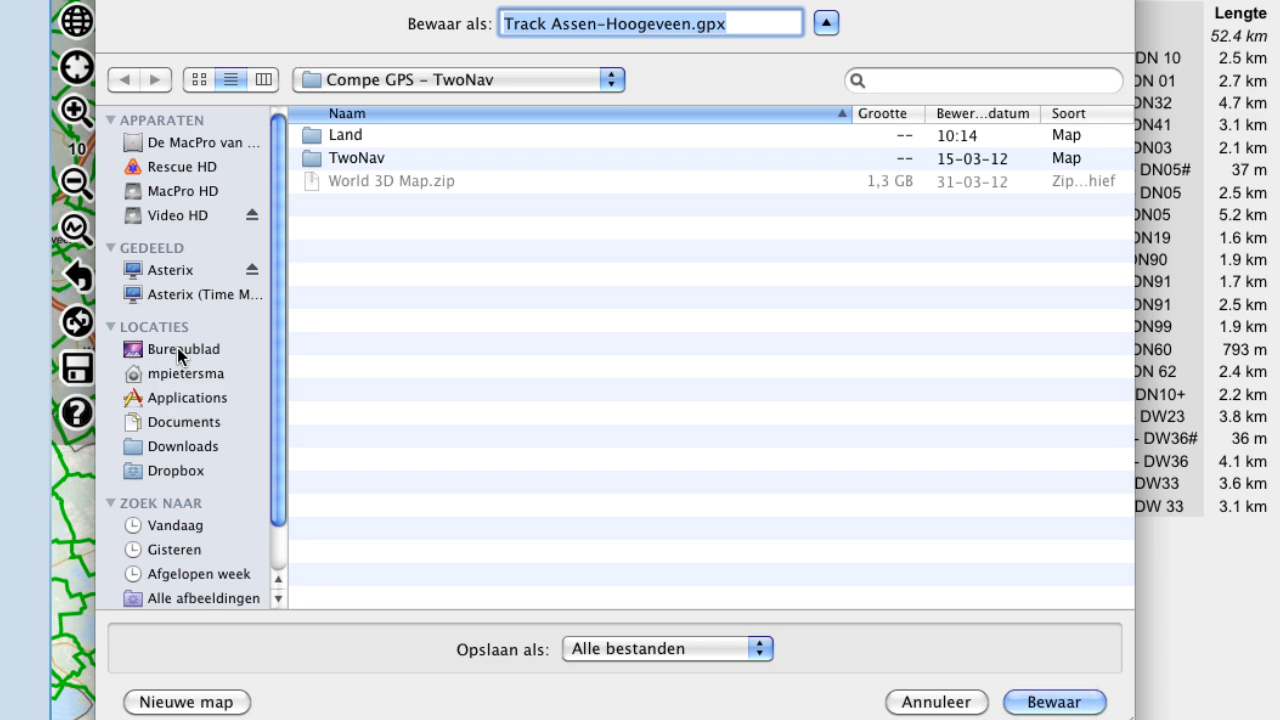 Bewaar als: Track Assen-Hoogeveen.gpx
Compe GPS - TwoNav
APPARATEN
De MacPro van ...
Rescue HD
MacPro HD
Video HD
GEDEELD
Asterix
Asterix (Time M...
LOCATIES
Bureaublad
mpietersma
Applications
Documents
Downloads
Dropbox
ZOEK NAAR
Vandaag
Gisteren
Afgelopen week
Alle afbeeldingen
Naam Grootte Bewer...datum Soort
Land -- 10:14 Map
TwoNav -- 15-03-12 Map
World 3D Map.zip 1,3 GB 31-03-12 Zip...hief
Opslaan als: Alle bestanden
Nieuwe map Annuleer Bewaar
10
Lengte
52.4 km
DN 10 2.5 km
DN 01 2.7 km
DN32 4.7 km
DN41 3.1 km
DN03 2.1 km
- DN05# 37 m
- DN05 2.5 km
DN05 5.2 km
DN19 1.6 km
DN90 1.9 km
DN91 1.7 km
DN91 2.5 km
DN99 1.9 km
DN60 793 m
DN 62 2.4 km
DN10+ 2.2 km
- DW23 3.8 km
- DW36# 36 m
- DW36 4.1 km
DW33 3.6 km
DW 33 3.1 km